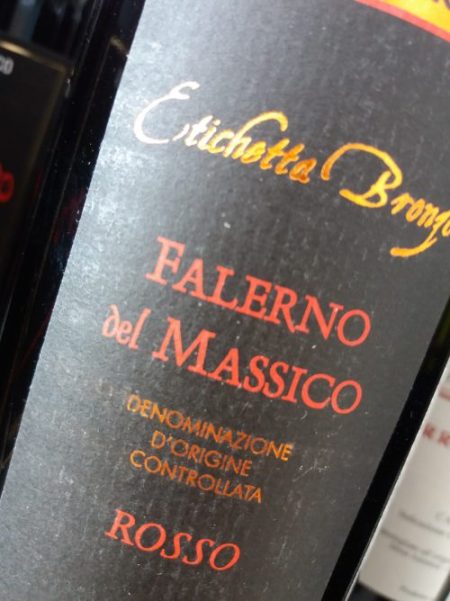 Etichetta Bronzo
FALERNO
del MASSICO
DENOMINAZIONE
D'ORIGINE
CONTROLLATA
ROSSO